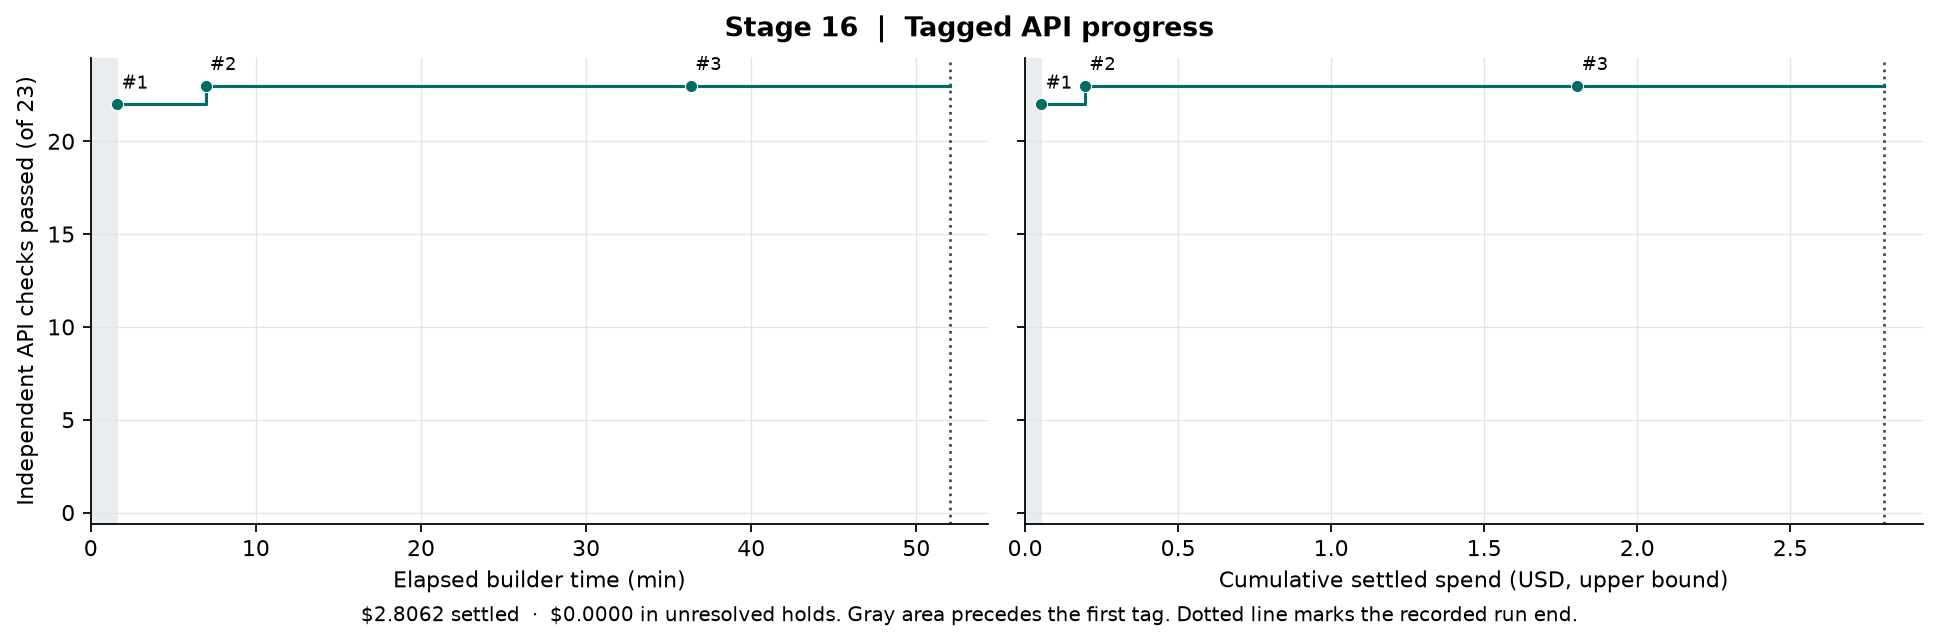 Stage 16 | Tagged API progress
Independent API checks passed (of 23)
20
15
10
5
0
#1
#2
#3
0 10 20 30 40 50
Elapsed builder time (min)
#1
#2
#3
0.0 0.5 1.0 1.5 2.0 2.5
Cumulative settled spend (USD, upper bound)
$2.8062 settled · $0.0000 in unresolved holds. Gray area precedes the first tag. Dotted line marks the recorded run end.